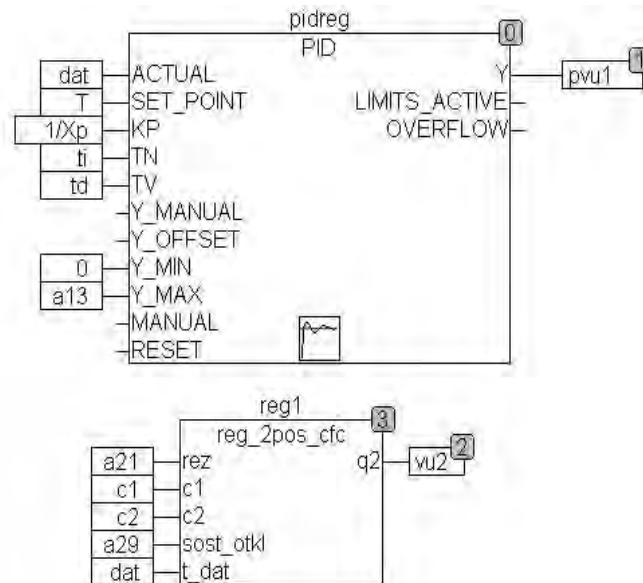 pidreg
0
PID
dat ACTUAL Y pvu1 1
T SET_POINT LIMITS_ACTIVE
1/Xp KP OVERFLOW
ti TN
td TV
Y_MANUAL
Y_OFFSET
0 Y_MIN
a13 Y_MAX
MANUAL
RESET
reg1
3
reg_2pos_cfc
a21 rez q2 vu2 2
c1 c1
c2 c2
a29 sost_otkl
dat t_dat